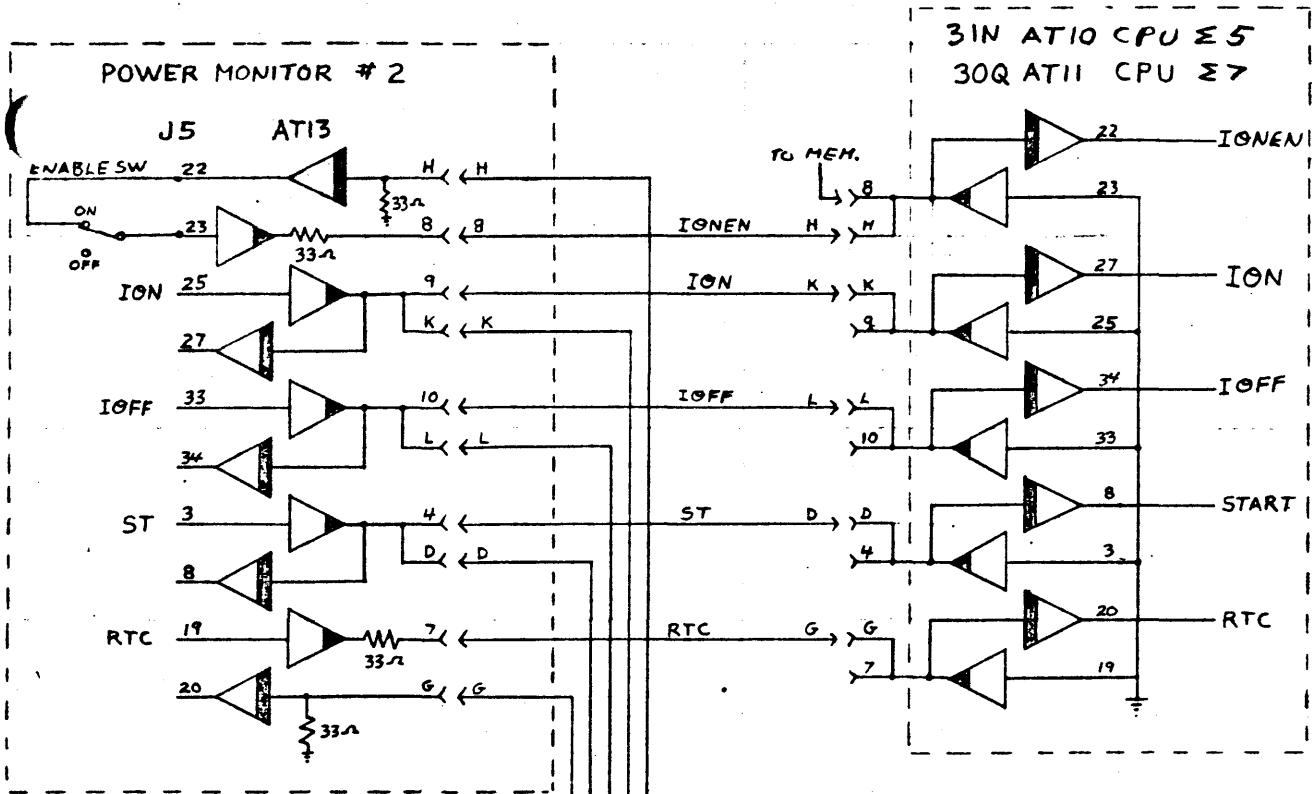 POWER MONITOR #2
J5 AT13
ENABLE SW 22
H H
33Ω
ON
OFF
23
33Ω
8 8
IONEN
ION 25
9
ION
K K
27
IOFF 33
10
IOFF
L L
34
ST 3
4
ST
D D
8
RTC 19
33Ω
7
RTC
20
G G
33Ω
31N AT10 CPU Σ5
30Q AT11 CPU Σ7
TO MEM.
8
H H
22 IONEN
23
K K
9
27 ION
25
L L
10
34 IOFF
33
D D
4
8 START
3
G G
7
20 RTC
19